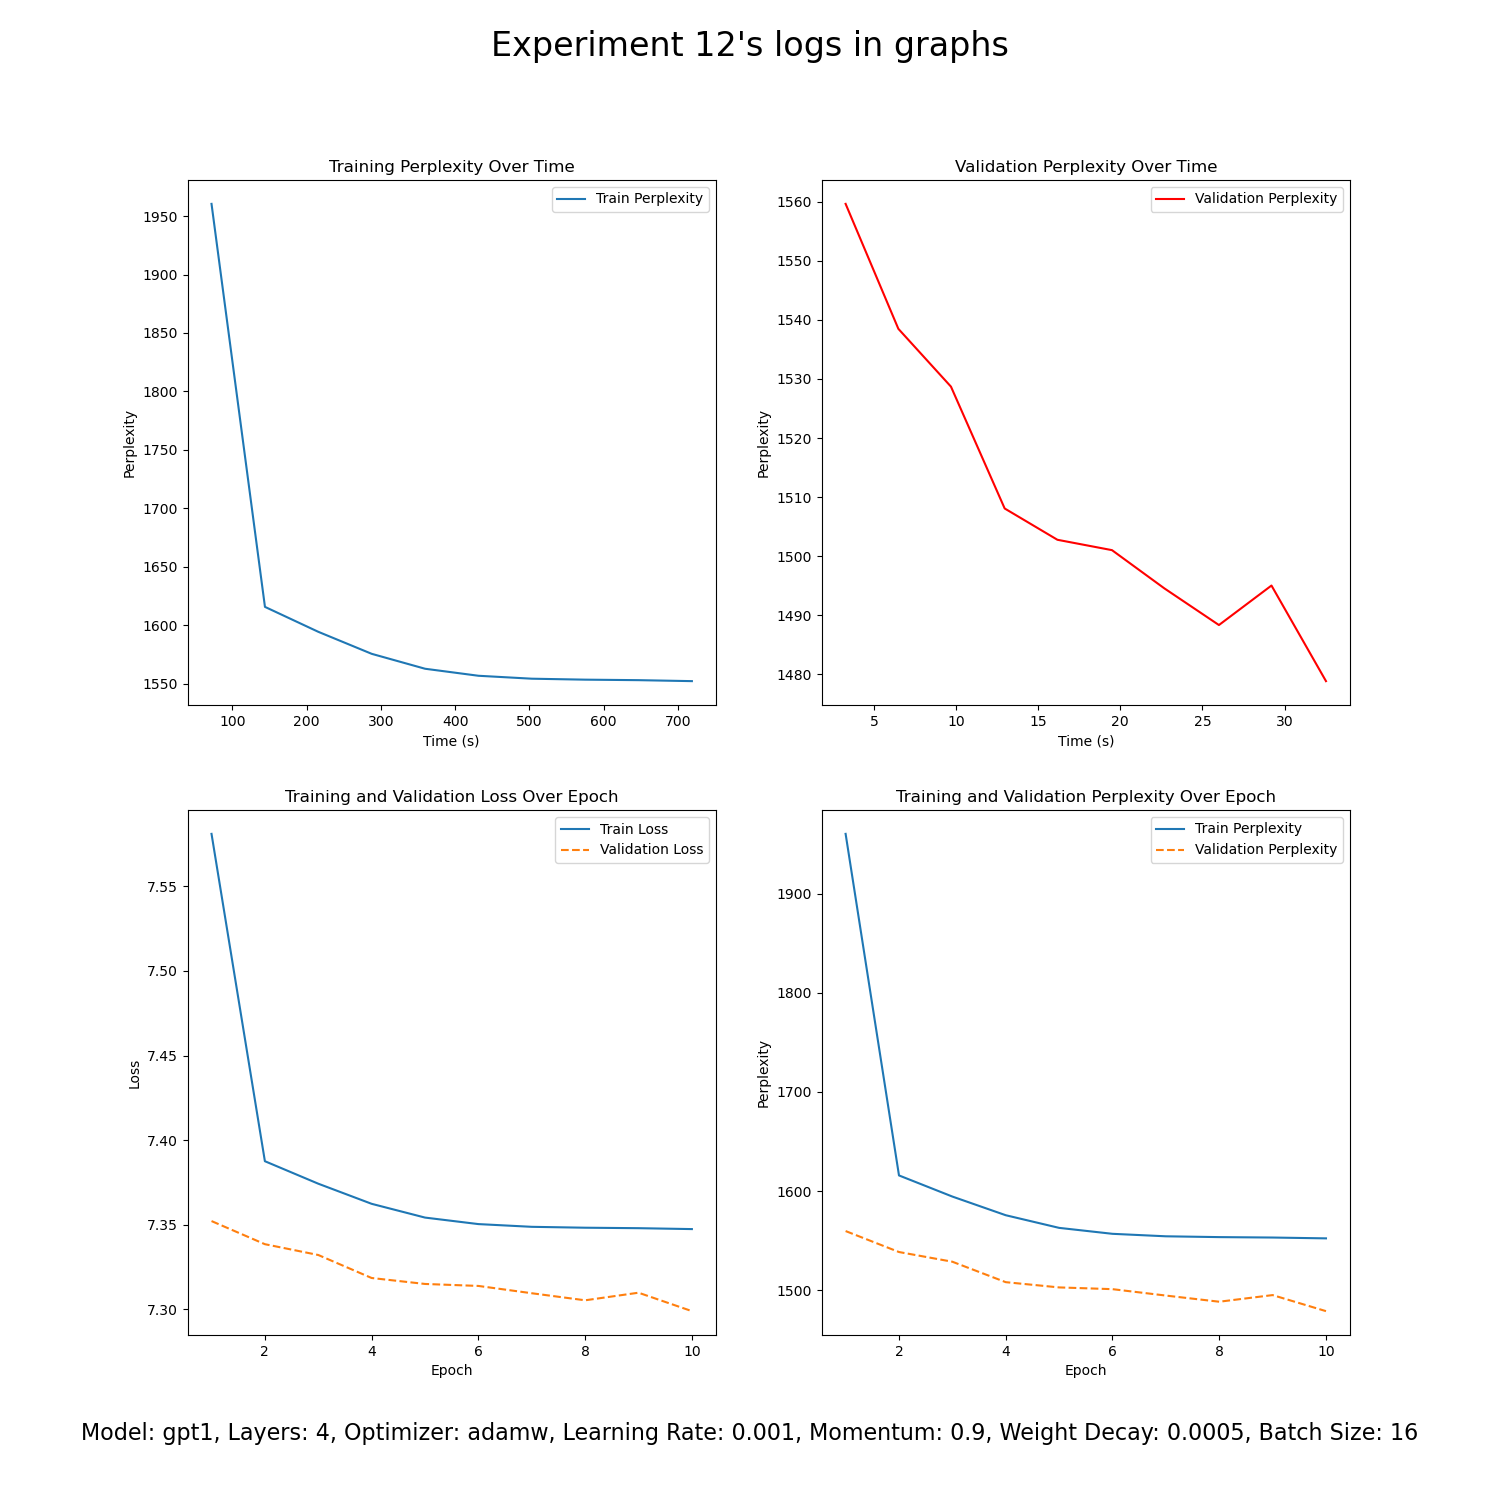 Experiment 12's logs in graphs
Training Perplexity Over Time
Train Perplexity
1950
1900
1850
1800
1750
1700
1650
1600
1550
Perplexity
100 200 300 400 500 600 700
Time (s)
Validation Perplexity Over Time
Validation Perplexity
1560
1550
1540
1530
1520
1510
1500
1490
1480
Perplexity
5 10 15 20 25 30
Time (s)
Training and Validation Loss Over Epoch
Train Loss
Validation Loss
7.55
7.50
7.45
7.40
7.35
7.30
Loss
2 4 6 8 10
Epoch
Training and Validation Perplexity Over Epoch
Train Perplexity
Validation Perplexity
1900
1800
1700
1600
1500
Perplexity
2 4 6 8 10
Epoch
Model: gpt1, Layers: 4, Optimizer: adamw, Learning Rate: 0.001, Momentum: 0.9, Weight Decay: 0.0005, Batch Size: 16